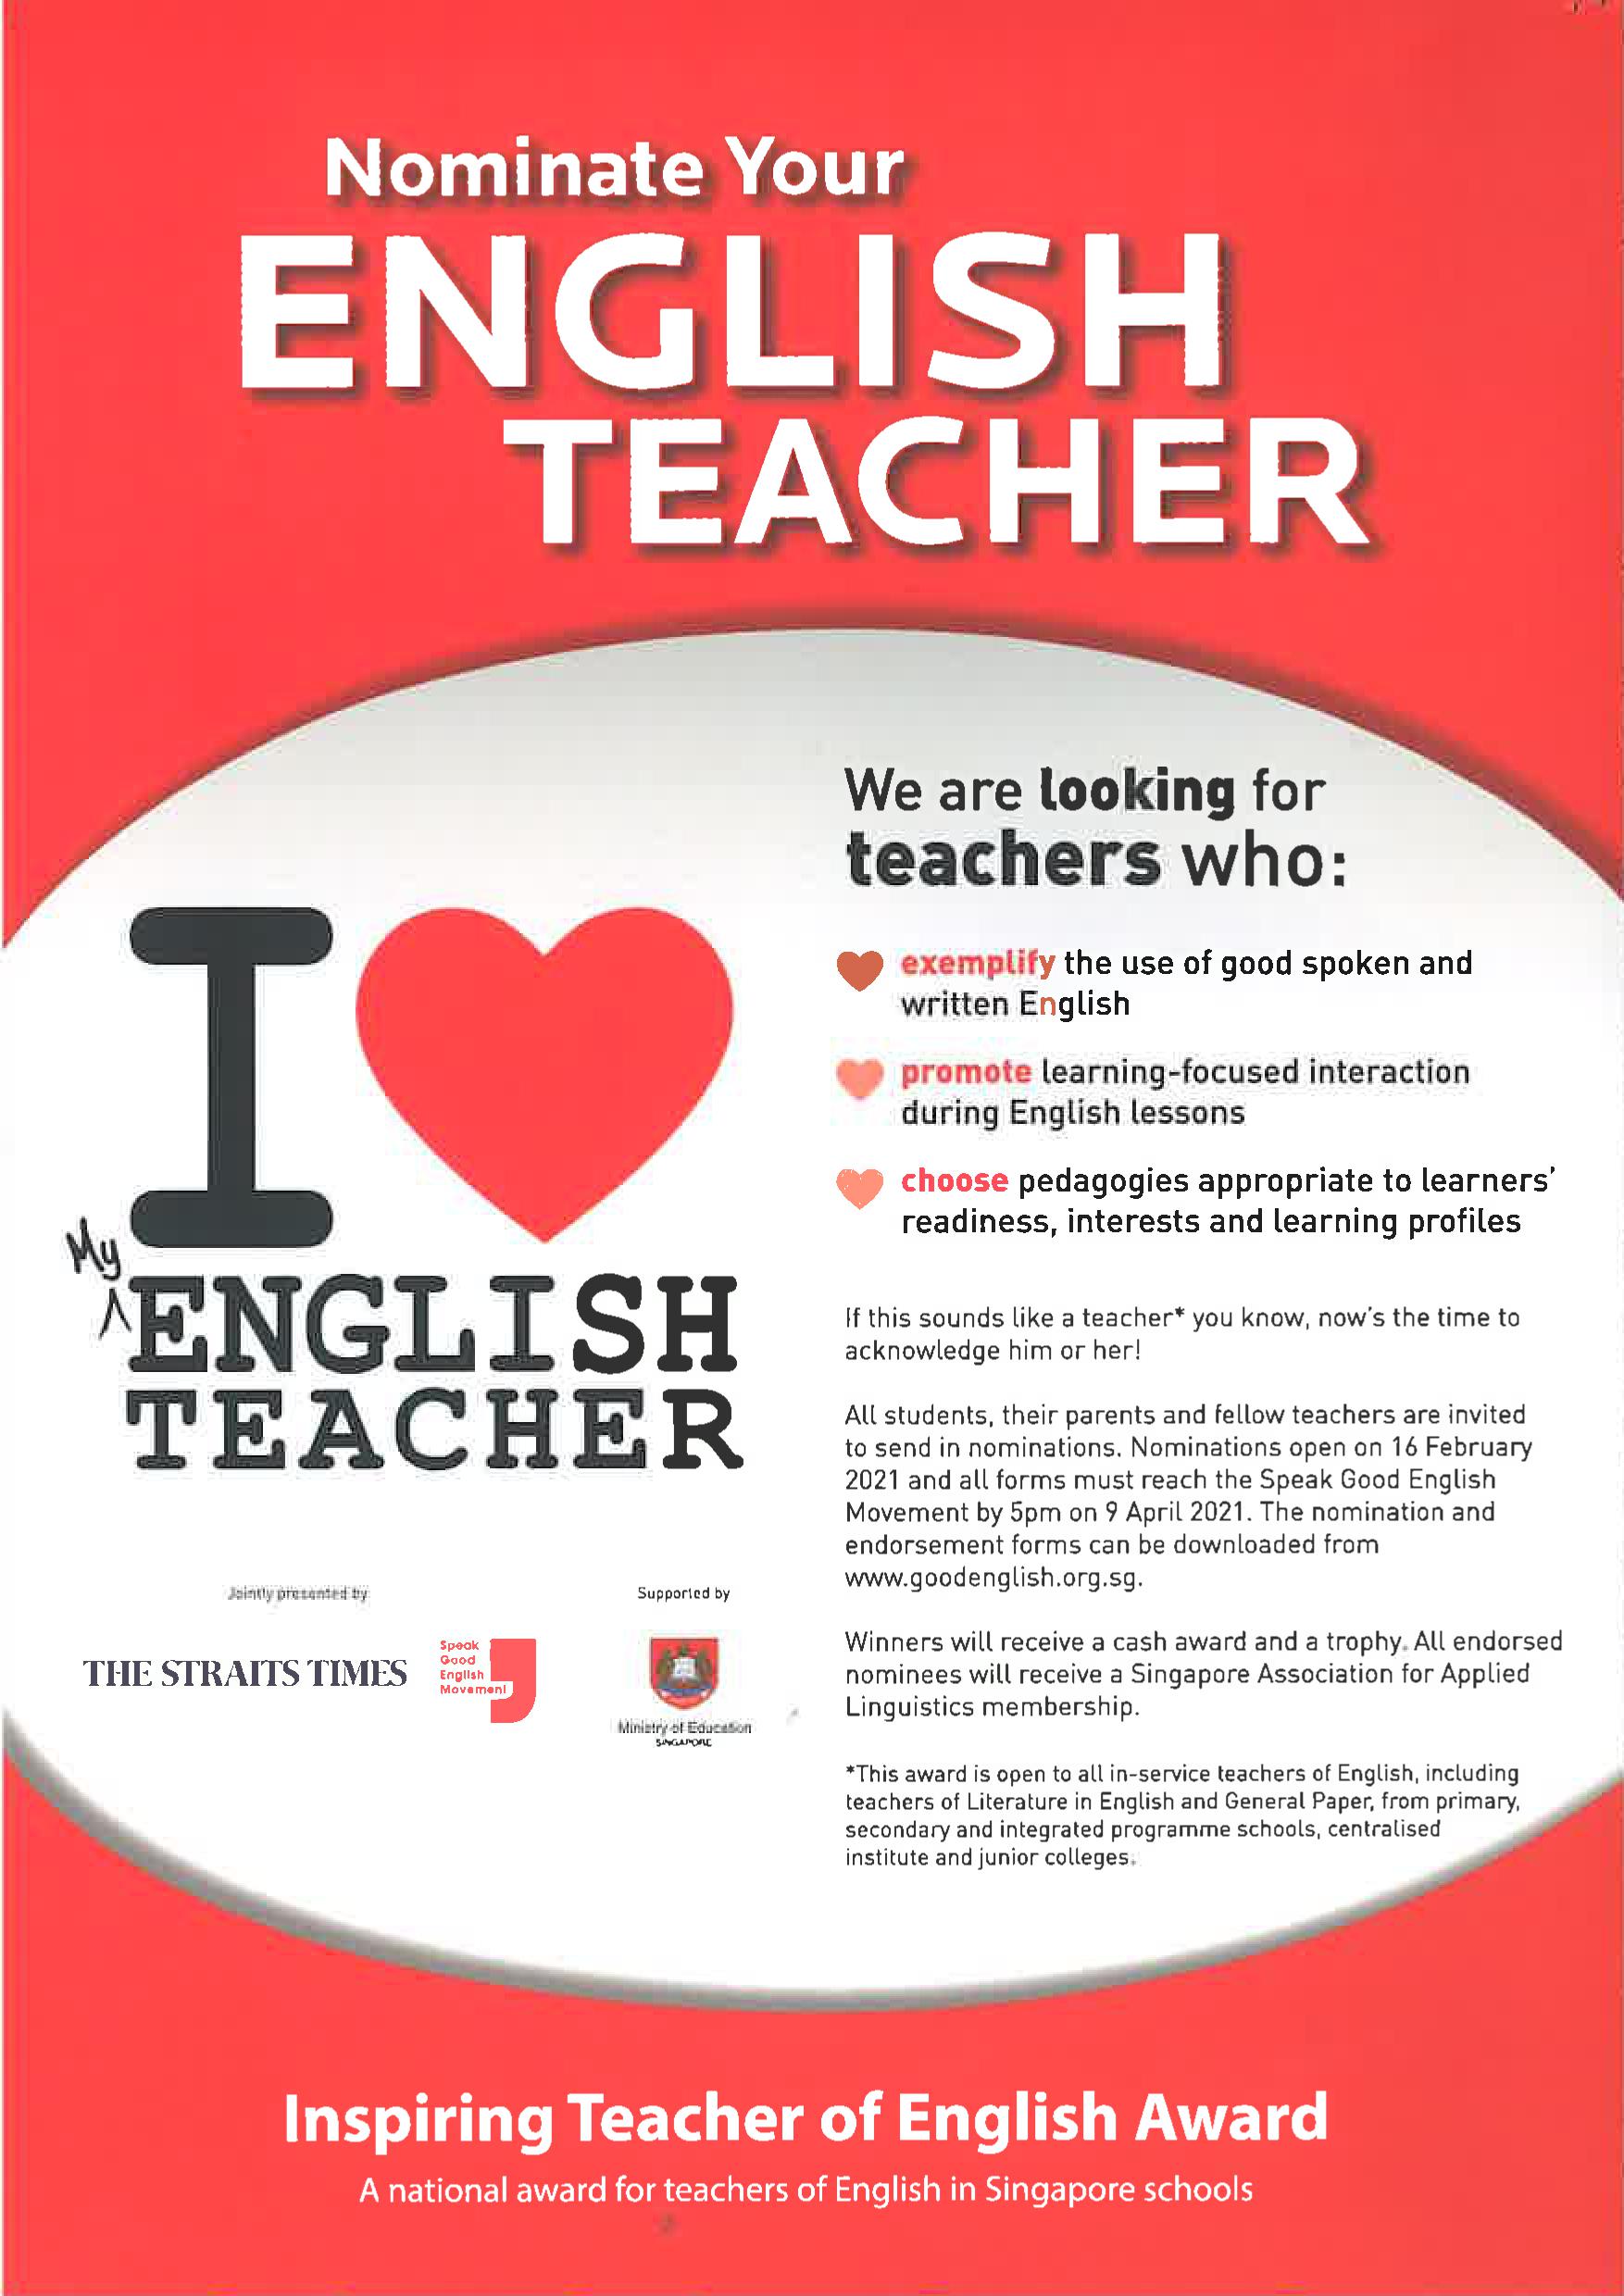 Nominate Your
ENGLISH
TEACHER
We are looking for
teachers who:
exemplify the use of good spoken and
written English
promote learning-focused interaction
during English lessons
choose pedagogies appropriate to learners'
readiness, interests and learning profiles
I
My
ENGLISH
TEACHER
If this sounds like a teacher* you know, now's the time to
acknowledge him or her!
All students, their parents and fellow teachers are invited
to send in nominations. Nominations open on 16 February
2021 and all forms must reach the Speak Good English
Movement by 5pm on 9 April 2021. The nomination and
endorsement forms can be downloaded from
www.goodenglish.org.sg.
Winners will receive a cash award and a trophy. All endorsed
nominees will receive a Singapore Association for Applied
Linguistics membership.
*This award is open to all in-service teachers of English, including
teachers of Literature in English and General Paper, from primary,
secondary and integrated programme schools, centralised
institute and junior colleges.
Jointly presented by
Supported by
THE STRAITS TIMES
Speak
Good
English
Movement
Ministry of Education
SINGAPORE
Inspiring Teacher of English Award
A national award for teachers of English in Singapore schools